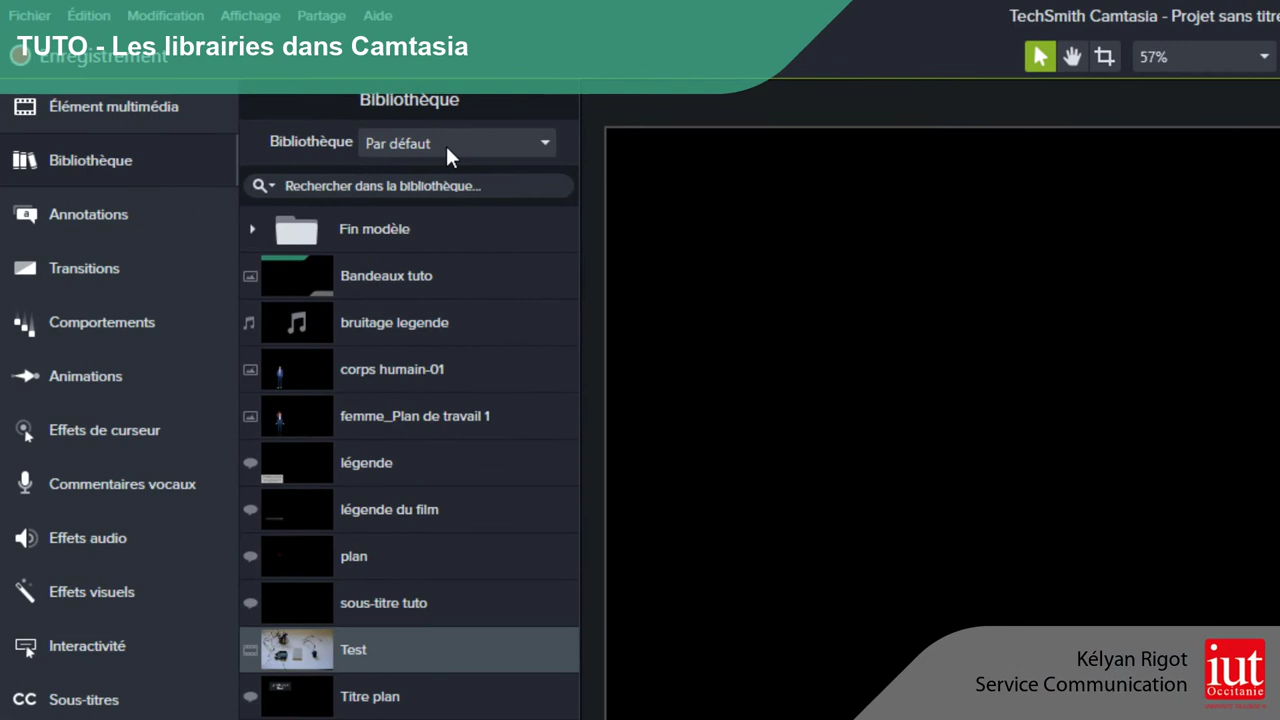 Fichier Édition Modification Affichage Partage Aide
TechSmith Camtasia - Projet sans titre
TUTO - Les librairies dans Camtasia
Enregistrement
57%
Élément multimédia
Bibliothèque
Annotations
Transitions
Comportements
Animations
Effets de curseur
Commentaires vocaux
Effets audio
Effets visuels
Interactivité
CC Sous-titres
Bibliothèque
Bibliothèque Par défaut
Rechercher dans la bibliothèque...
Fin modèle
Bandeaux tuto
bruitage legende
corps humain-01
femme_Plan de travail 1
légende
légende du film
plan
sous-titre tuto
Test
Titre plan
Kélyan Rigot
Service Communication
iut
Occitanie